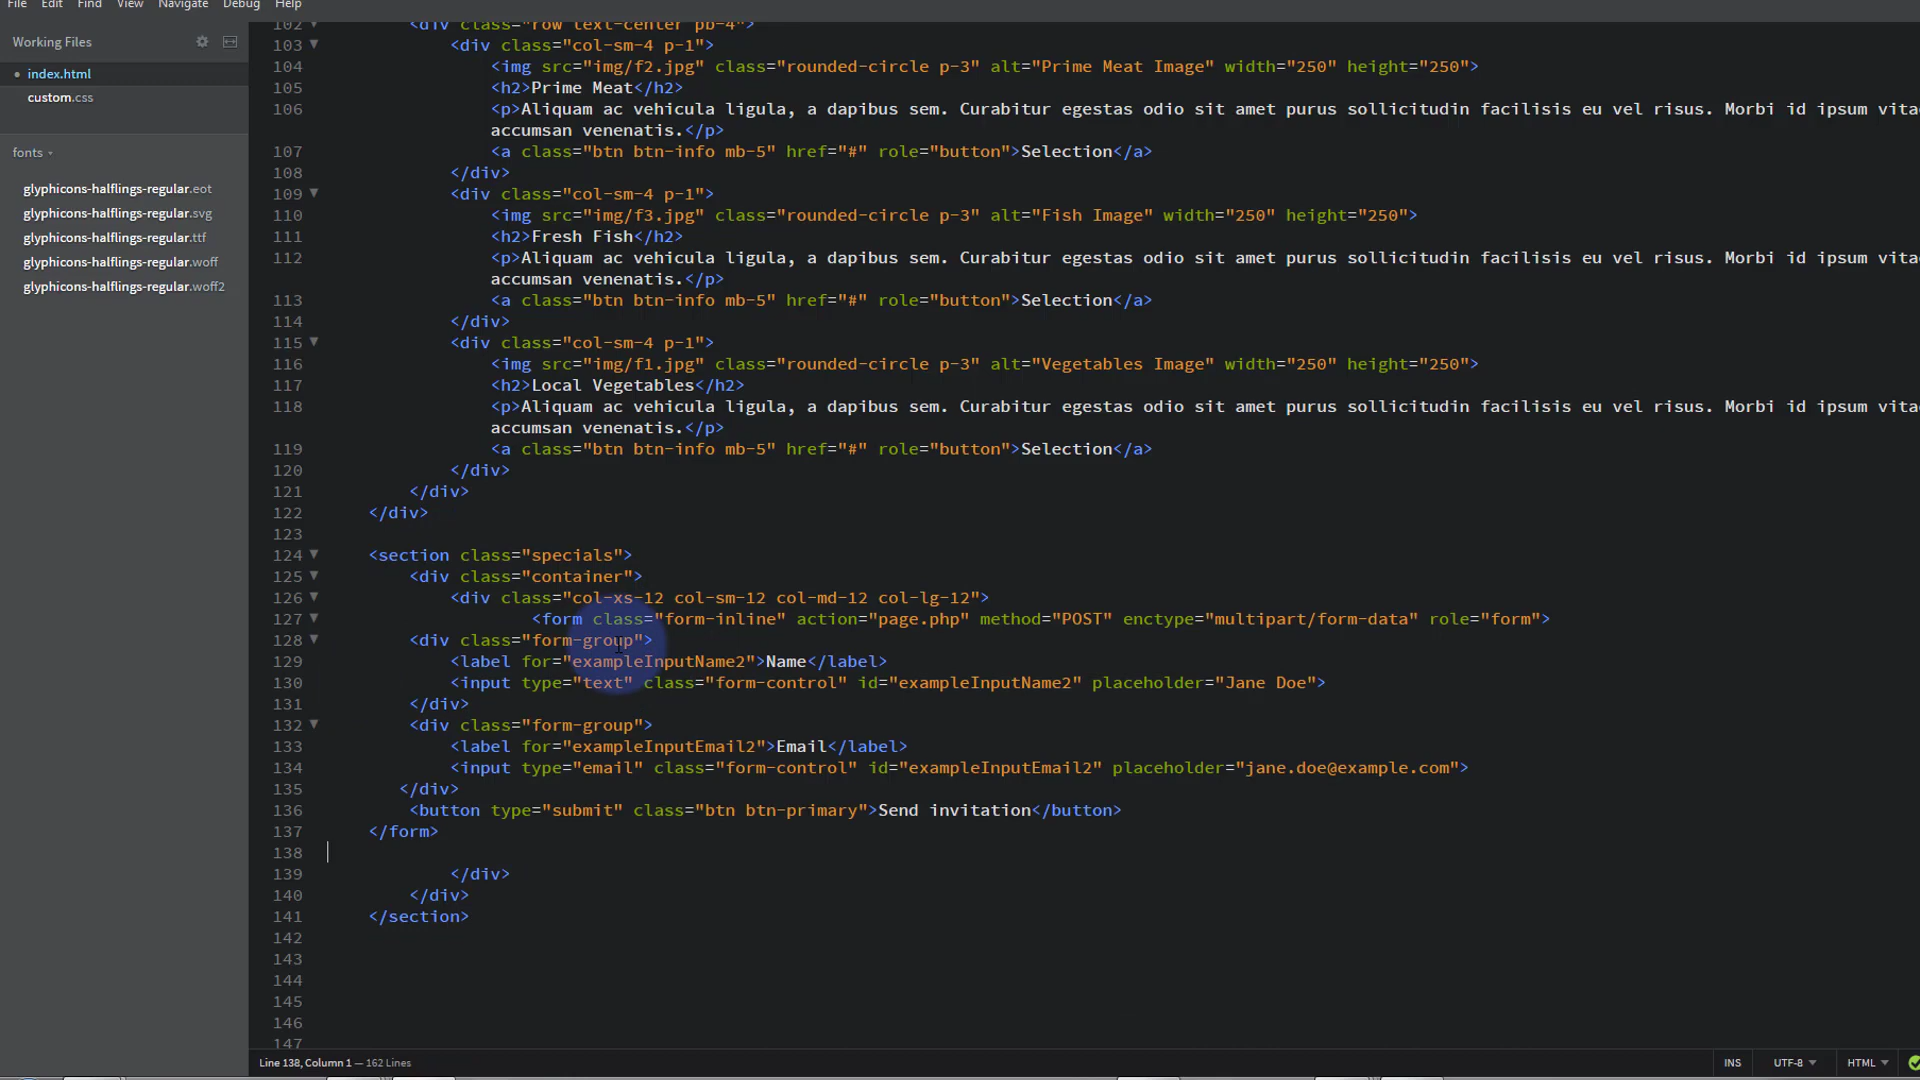 File Edit Find View Navigate Debug Help
Working Files
• index.html
custom.css
fonts
glyphicons-halflings-regular.eot
glyphicons-halflings-regular.svg
glyphicons-halflings-regular.ttf
glyphicons-halflings-regular.woff
glyphicons-halflings-regular.woff2
102 <div class="row text-center pb-4">
103 <div class="col-sm-4 p-1">
104 <img src="img/f2.jpg" class="rounded-circle p-3" alt="Prime Meat Image" width="250" height="250">
105 <h2>Prime Meat</h2>
106 <p>Aliquam ac vehicula ligula, a dapibus sem. Curabitur egestas odio sit amet purus sollicitudin facilisis eu vel risus. Morbi id ipsum vita
accumsan venenatis.</p>
107 <a class="btn btn-info mb-5" href="#" role="button">Selection</a>
108 </div>
109 <div class="col-sm-4 p-1">
110 <img src="img/f3.jpg" class="rounded-circle p-3" alt="Fish Image" width="250" height="250">
111 <h2>Fresh Fish</h2>
112 <p>Aliquam ac vehicula ligula, a dapibus sem. Curabitur egestas odio sit amet purus sollicitudin facilisis eu vel risus. Morbi id ipsum vita
accumsan venenatis.</p>
113 <a class="btn btn-info mb-5" href="#" role="button">Selection</a>
114 </div>
115 <div class="col-sm-4 p-1">
116 <img src="img/f1.jpg" class="rounded-circle p-3" alt="Vegetables Image" width="250" height="250">
117 <h2>Local Vegetables</h2>
118 <p>Aliquam ac vehicula ligula, a dapibus sem. Curabitur egestas odio sit amet purus sollicitudin facilisis eu vel risus. Morbi id ipsum vita
accumsan venenatis.</p>
119 <a class="btn btn-info mb-5" href="#" role="button">Selection</a>
120 </div>
121 </div>
122 </div>
123
124 <section class="specials">
125 <div class="container">
126 <div class="col-xs-12 col-sm-12 col-md-12 col-lg-12">
127 <form class="form-inline" action="page.php" method="POST" enctype="multipart/form-data" role="form">
128 <div class="form-group">
129 <label for="exampleInputName2">Name</label>
130 <input type="text" class="form-control" id="exampleInputName2" placeholder="Jane Doe">
131 </div>
132 <div class="form-group">
133 <label for="exampleInputEmail2">Email</label>
134 <input type="email" class="form-control" id="exampleInputEmail2" placeholder="jane.doe@example.com">
135 </div>
136 <button type="submit" class="btn btn-primary">Send invitation</button>
137 </form>
138
139 </div>
140 </div>
141 </section>
142
143
144
145
146
147
Line 138, Column 1 — 162 Lines INS UTF-8 HTML